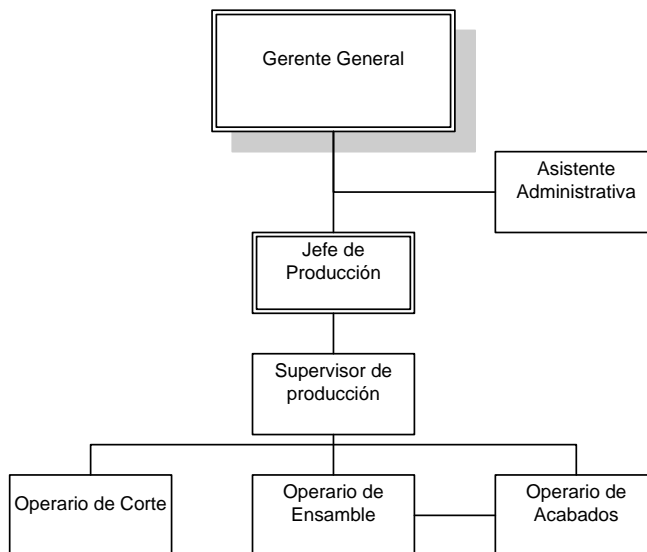 Gerente General
Asistente
Administrativa
Jefe de
Producción
Supervisor de
producción
Operario de Corte
Operario de
Ensamble
Operario de
Acabados